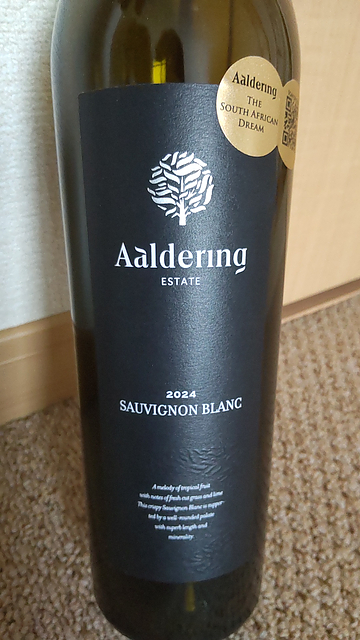 Aaldering
THE
SOUTH AFRICAN
DREAM
Aaldering
ESTATE
2024
SAUVIGNON BLANC
A melody of tropical fruit
with notes of fresh cut grass and lime
This crispy Sauvignon Blanc is suppor-
ted by a well-rounded palate
with superb length and
minerality.